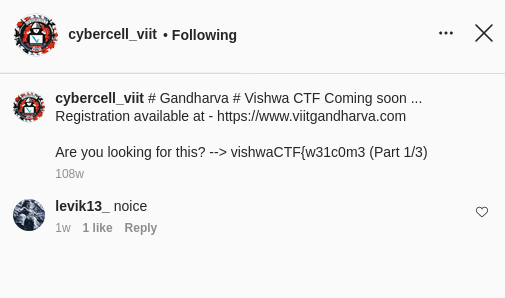 cybercell_viit • Following
cybercell_viit # Gandharva # Vishwa CTF Coming soon ...
Registration available at - https://www.viitgandharva.com
Are you looking for this? --> vishwaCTF{w31c0m3 (Part 1/3)
108w
levik13_ noice
1w 1 like Reply